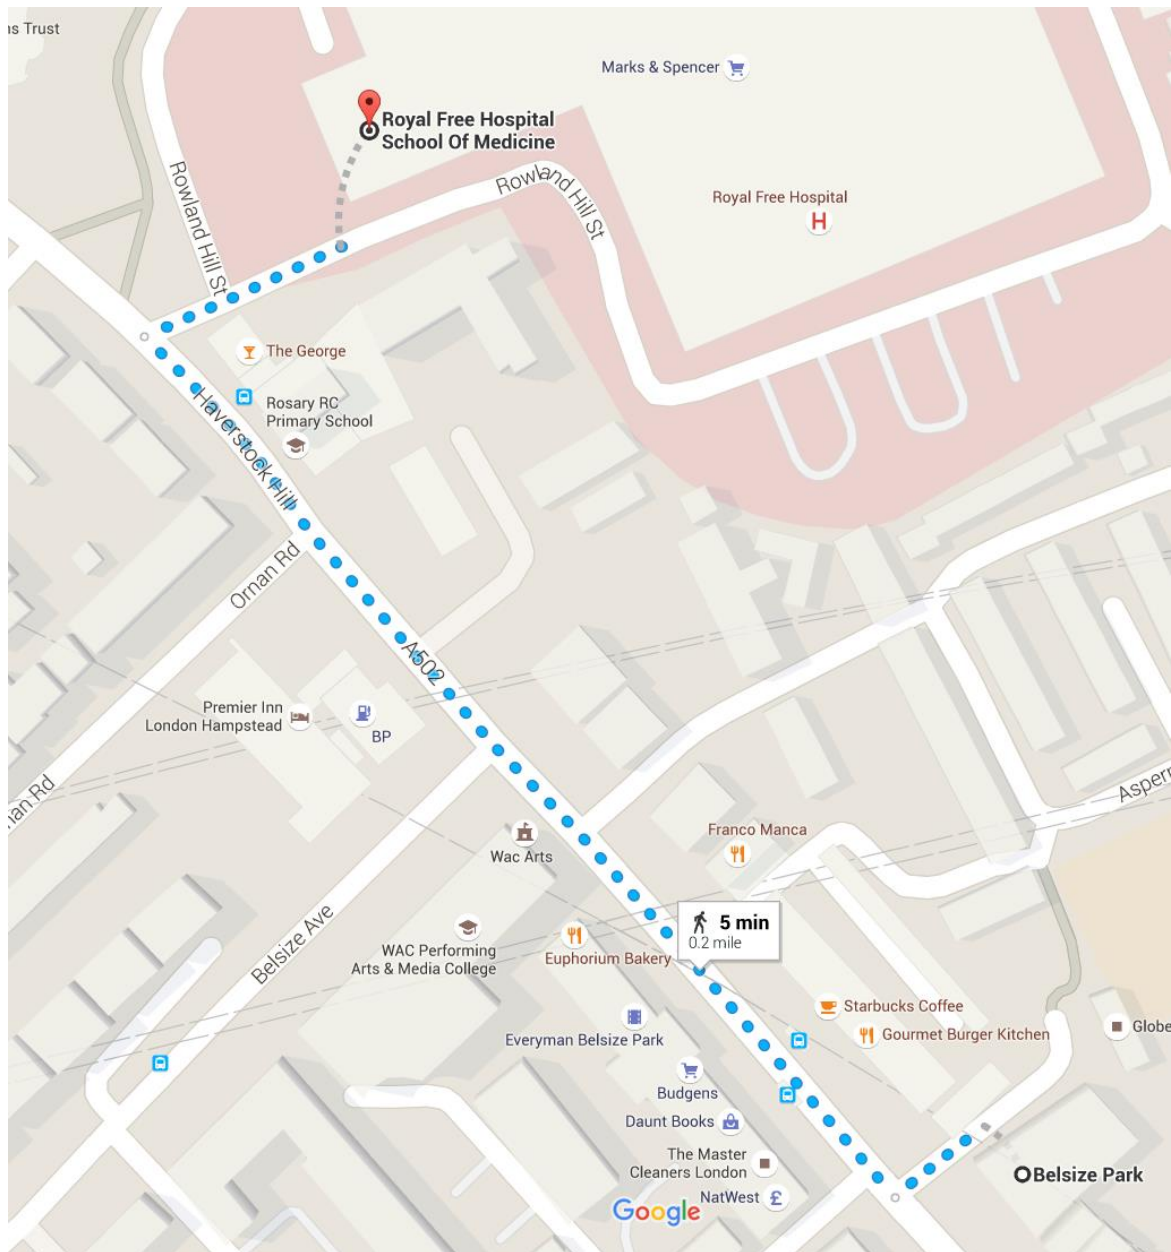 ns Trust
Marks & Spencer
Royal Free Hospital
School Of Medicine
Rowland Hill St
Rowland Hill St
Royal Free Hospital
H
The George
Rosary RC
Primary School
Haverstock Hill
Ornan Rd
A502
Premier Inn
London Hampstead
BP
nan Rd
Aspern
Franco Manca
Wac Arts
5 min
0.2 mile
Belsize Ave
WAC Performing
Arts & Media College
Euphorium Bakery
Starbucks Coffee
Gourmet Burger Kitchen
Globe
Everyman Belsize Park
Budgens
Daunt Books
The Master
Cleaners London
Belsize Park
NatWest £
Google